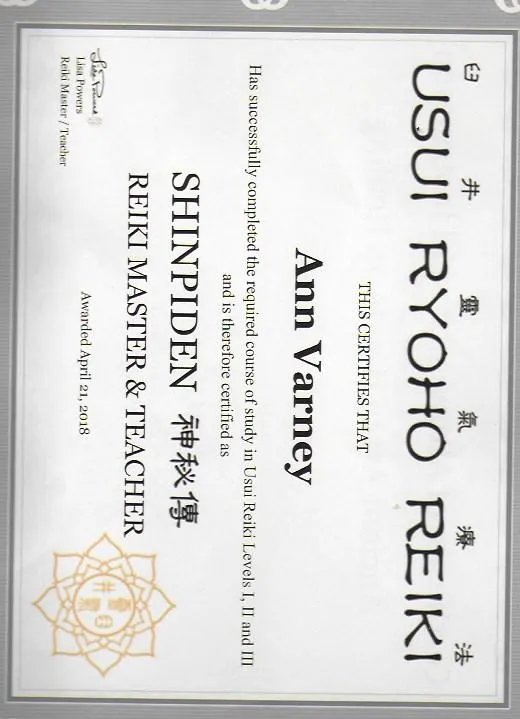 臼井靈氣療法
USUI RYOHO REIKI
THIS CERTIFIES THAT
Ann Varney
Has successfully completed the required course of study in Usui Reiki Levels I, II and III
and is therefore certified as
SHINPIDEN 神秘傳
REIKI MASTER & TEACHER
Awarded April 21, 2018
Lisa Powers
Lisa Powers
Reiki Master / Teacher